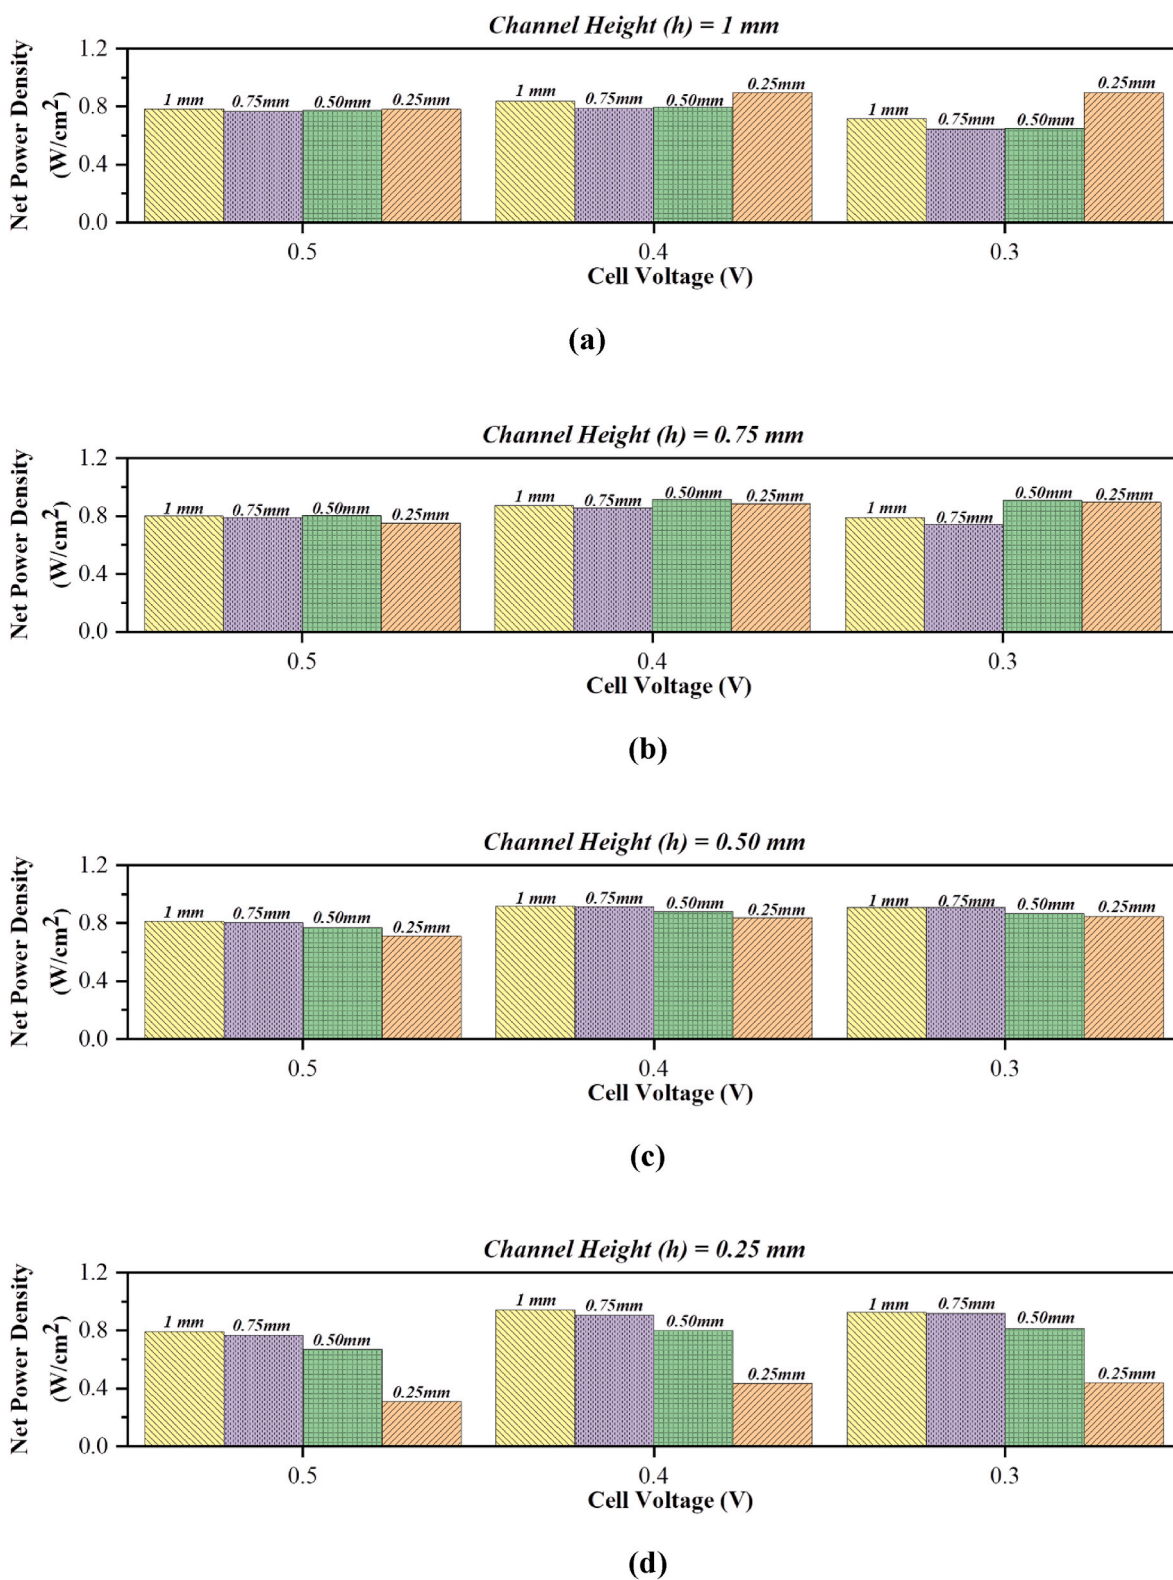 Channel Height (h) = 1 mm
Net Power Density
(W/cm²)
1.2
0.8
0.4
0.0
1 mm 0.75mm 0.50mm 0.25mm
1 mm 0.75mm 0.50mm 0.25mm
1 mm 0.75mm 0.50mm 0.25mm
0.5 0.4 0.3
Cell Voltage (V)
(a)
Channel Height (h) = 0.75 mm
Net Power Density
(W/cm²)
1.2
0.8
0.4
0.0
1 mm 0.75mm 0.50mm 0.25mm
1 mm 0.75mm 0.50mm 0.25mm
1 mm 0.75mm 0.50mm 0.25mm
0.5 0.4 0.3
Cell Voltage (V)
(b)
Channel Height (h) = 0.50 mm
Net Power Density
(W/cm²)
1.2
0.8
0.4
0.0
1 mm 0.75mm 0.50mm 0.25mm
1 mm 0.75mm 0.50mm 0.25mm
1 mm 0.75mm 0.50mm 0.25mm
0.5 0.4 0.3
Cell Voltage (V)
(c)
Channel Height (h) = 0.25 mm
Net Power Density
(W/cm²)
1.2
0.8
0.4
0.0
1 mm 0.75mm 0.50mm 0.25mm
1 mm 0.75mm 0.50mm 0.25mm
1 mm 0.75mm 0.50mm 0.25mm
0.5 0.4 0.3
Cell Voltage (V)
(d)